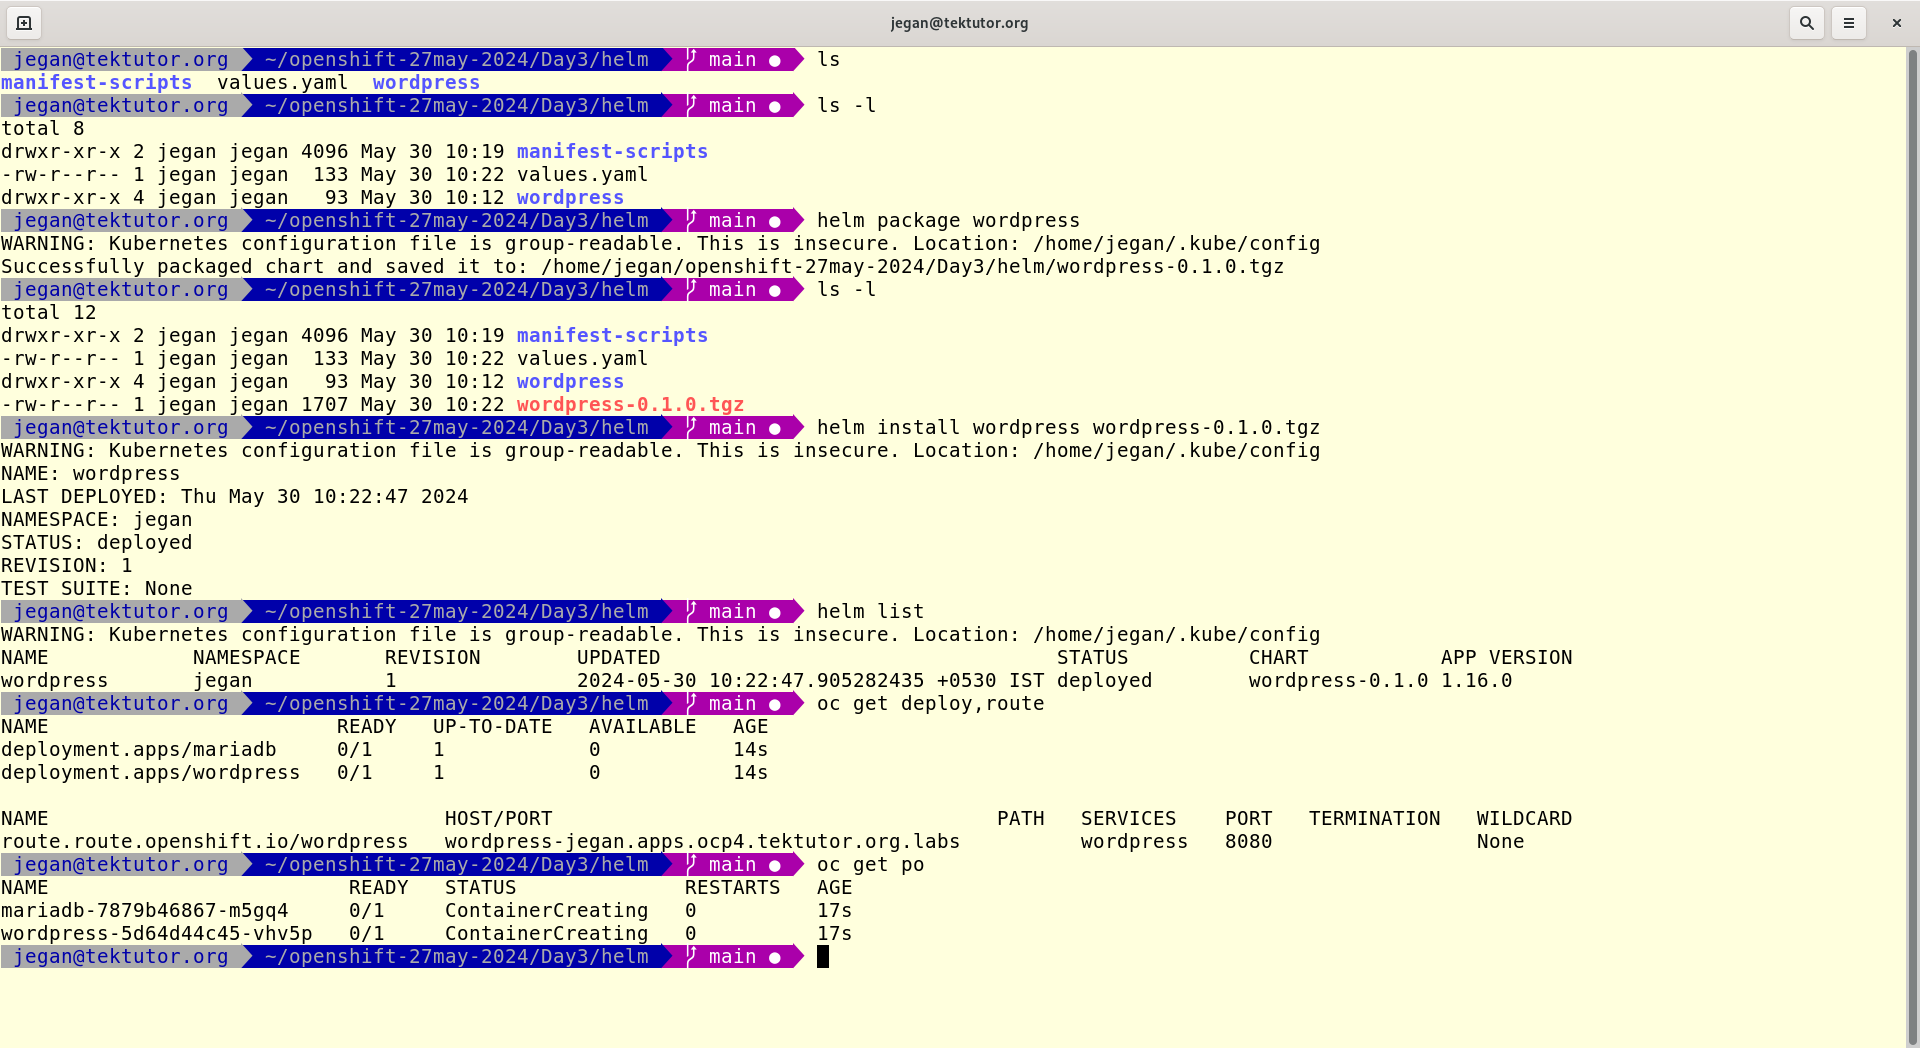 jegan@tektutor.org
jegan@tektutor.org ~/openshift-27may-2024/Day3/helm main ● ls
manifest-scripts values.yaml wordpress
jegan@tektutor.org ~/openshift-27may-2024/Day3/helm main ● ls -l
total 8
drwxr-xr-x 2 jegan jegan 4096 May 30 10:19 manifest-scripts
-rw-r--r-- 1 jegan jegan  133 May 30 10:22 values.yaml
drwxr-xr-x 4 jegan jegan   93 May 30 10:12 wordpress
jegan@tektutor.org ~/openshift-27may-2024/Day3/helm main ● helm package wordpress
WARNING: Kubernetes configuration file is group-readable. This is insecure. Location: /home/jegan/.kube/config
Successfully packaged chart and saved it to: /home/jegan/openshift-27may-2024/Day3/helm/wordpress-0.1.0.tgz
jegan@tektutor.org ~/openshift-27may-2024/Day3/helm main ● ls -l
total 12
drwxr-xr-x 2 jegan jegan 4096 May 30 10:19 manifest-scripts
-rw-r--r-- 1 jegan jegan  133 May 30 10:22 values.yaml
drwxr-xr-x 4 jegan jegan   93 May 30 10:12 wordpress
-rw-r--r-- 1 jegan jegan 1707 May 30 10:22 wordpress-0.1.0.tgz
jegan@tektutor.org ~/openshift-27may-2024/Day3/helm main ● helm install wordpress wordpress-0.1.0.tgz
WARNING: Kubernetes configuration file is group-readable. This is insecure. Location: /home/jegan/.kube/config
NAME: wordpress
LAST DEPLOYED: Thu May 30 10:22:47 2024
NAMESPACE: jegan
STATUS: deployed
REVISION: 1
TEST SUITE: None
jegan@tektutor.org ~/openshift-27may-2024/Day3/helm main ● helm list
WARNING: Kubernetes configuration file is group-readable. This is insecure. Location: /home/jegan/.kube/config
NAME NAMESPACE REVISION UPDATED STATUS CHART APP VERSION
wordpress jegan 1 2024-05-30 10:22:47.905282435 +0530 IST deployed wordpress-0.1.0 1.16.0
jegan@tektutor.org ~/openshift-27may-2024/Day3/helm main ● oc get deploy,route
NAME READY UP-TO-DATE AVAILABLE AGE
deployment.apps/mariadb 0/1 1 0 14s
deployment.apps/wordpress 0/1 1 0 14s
NAME HOST/PORT PATH SERVICES PORT TERMINATION WILDCARD
route.route.openshift.io/wordpress wordpress-jegan.apps.ocp4.tektutor.org.labs wordpress 8080 None
jegan@tektutor.org ~/openshift-27may-2024/Day3/helm main ● oc get po
NAME READY STATUS RESTARTS AGE
mariadb-7879b46867-m5gq4 0/1 ContainerCreating 0 17s
wordpress-5d64d44c45-vhv5p 0/1 ContainerCreating 0 17s
jegan@tektutor.org ~/openshift-27may-2024/Day3/helm main ●